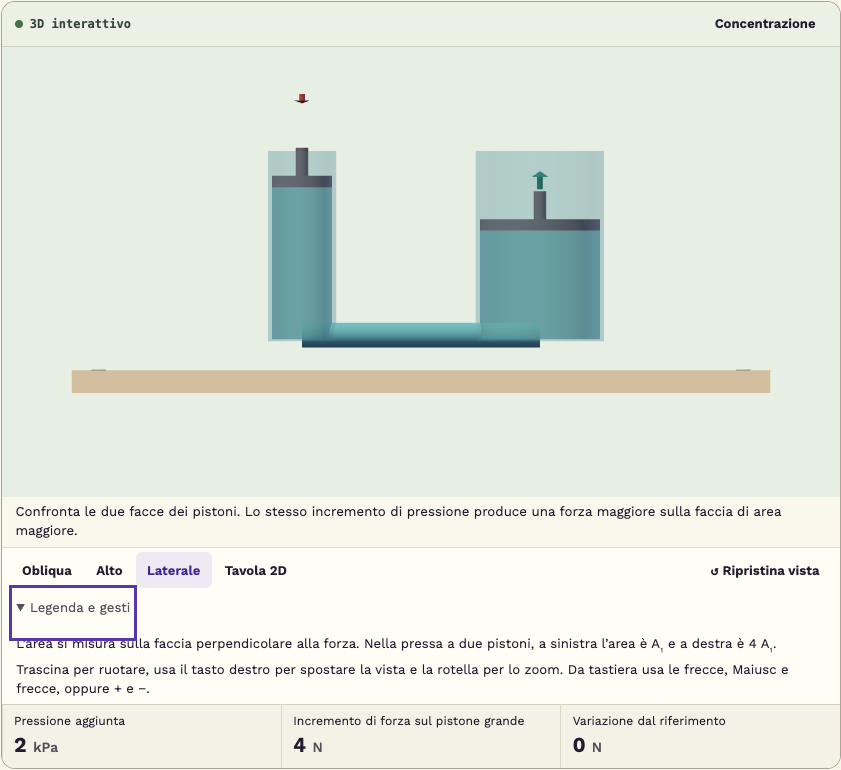 3D interattivo
Concentrazione
Confronta le due facce dei pistoni. Lo stesso incremento di pressione produce una forza maggiore sulla faccia di area
maggiore.
Obliqua Alto Laterale Tavola 2D ↺ Ripristina vista
▼ Legenda e gesti
L’area si misura sulla faccia perpendicolare alla forza. Nella pressa a due pistoni, a sinistra l’area è A₁ e a destra è 4 A₁.
Trascina per ruotare, usa il tasto destro per spostare la vista e la rotella per lo zoom. Da tastiera usa le frecce, Maiusc e
frecce, oppure + e −.
Pressione aggiunta
2 kPa
Incremento di forza sul pistone grande
4 N
Variazione dal riferimento
0 N